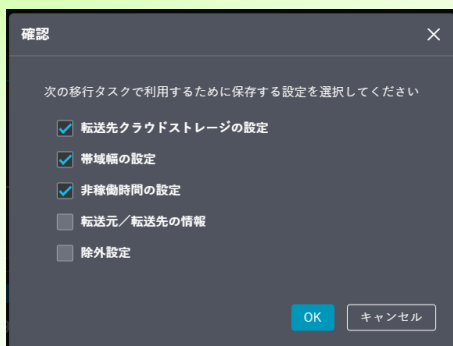 確認
次の移行タスクで利用するために保存する設定を選択してください
転送先クラウドストレージの設定
帯域幅の設定
非稼働時間の設定
転送元／転送先の情報
除外設定
OK
キャンセル